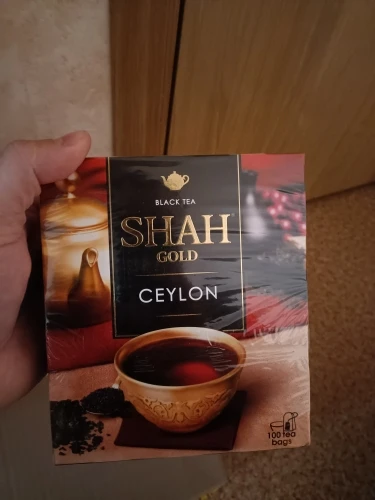 BLACK TEA
SHAH
GOLD
CEYLON
100 tea
bags